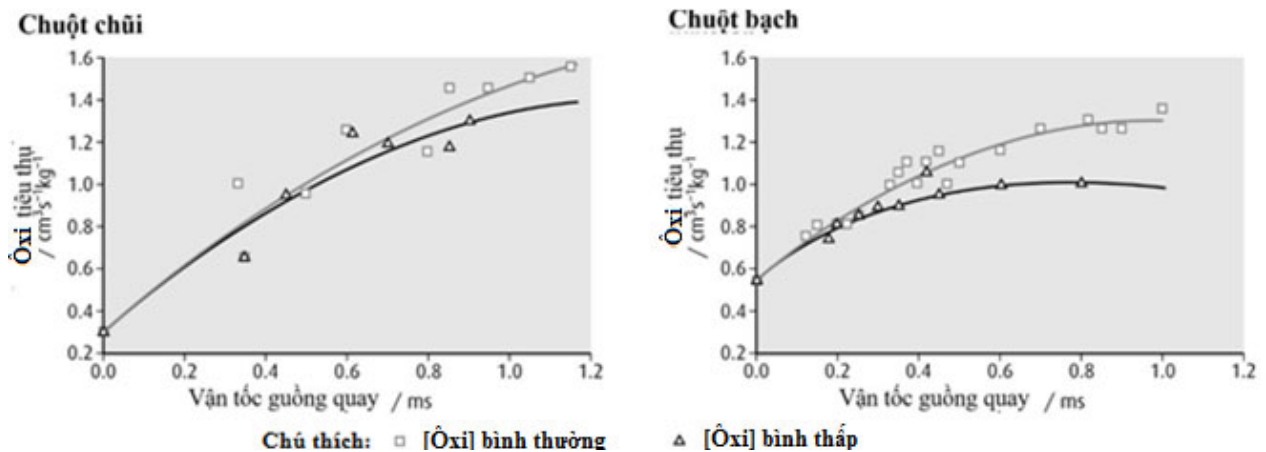 Chuột chũi
Ôxi tiêu thụ
/ cm³s⁻¹kg⁻¹
1.6
1.4
1.2
1.0
0.8
0.6
0.4
0.2
0.0 0.2 0.4 0.6 0.8 1.0 1.2
Vận tốc guồng quay / ms
Chuột bạch
Ôxi tiêu thụ
/ cm³s⁻¹kg⁻¹
1.6
1.4
1.2
1.0
0.8
0.6
0.4
0.2
0.0 0.2 0.4 0.6 0.8 1.0 1.2
Vận tốc guồng quay / ms
Chú thích: [Ôxi] bình thường [Ôxi] bình thấp